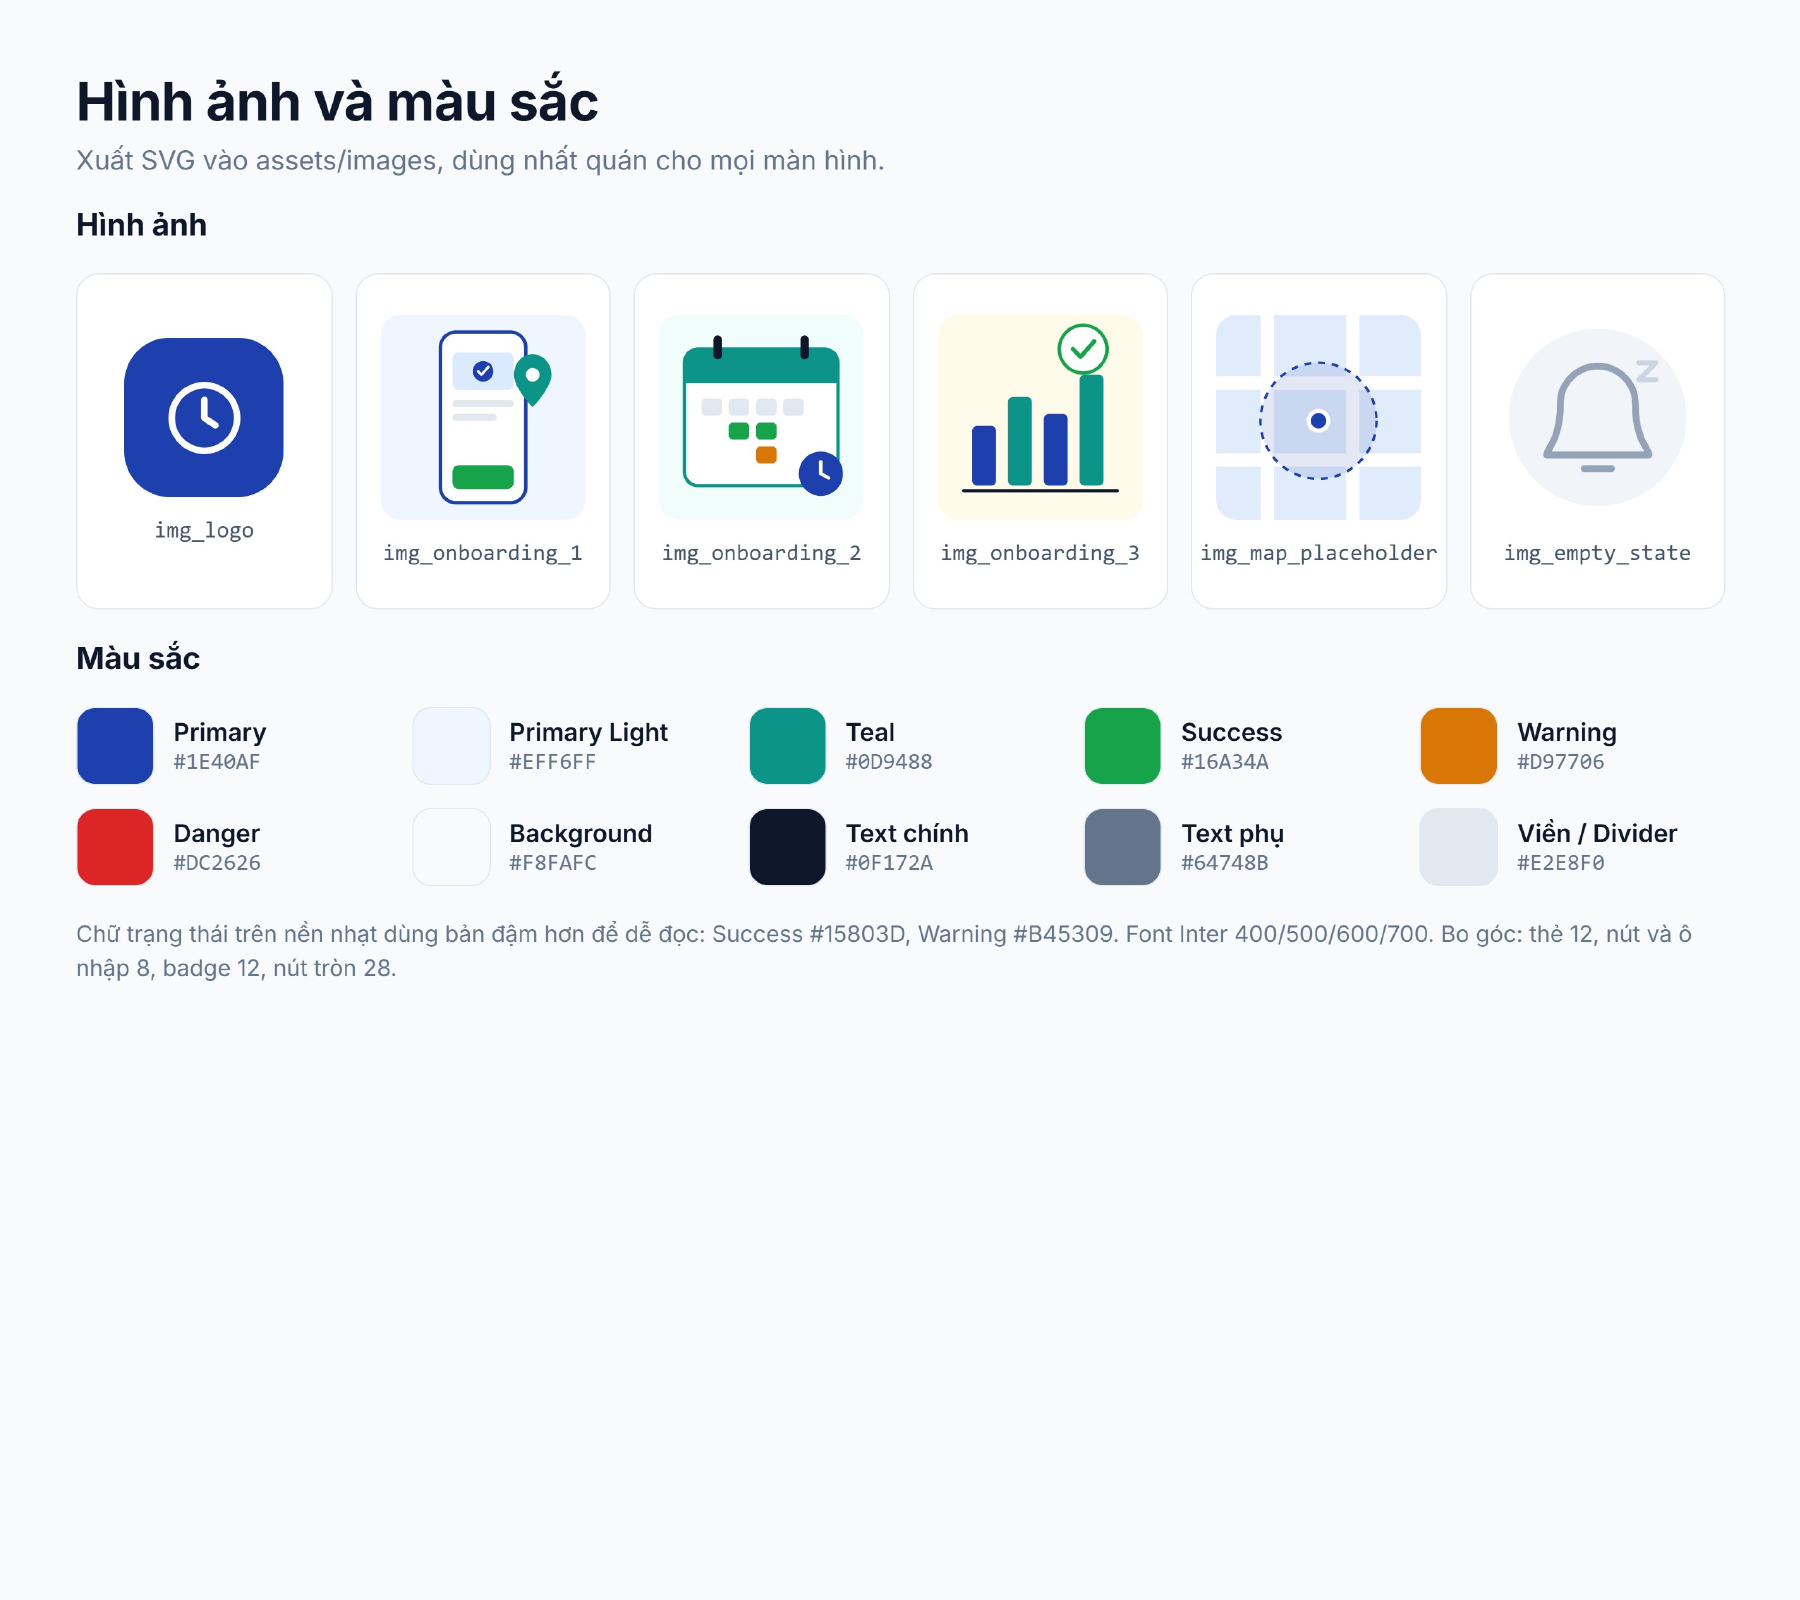 Hình ảnh và màu sắc
Xuất SVG vào assets/images, dùng nhất quán cho mọi màn hình.
Hình ảnh
img_logo
img_onboarding_1
img_onboarding_2
img_onboarding_3
img_map_placeholder
Z
img_empty_state
Màu sắc
Primary
#1E40AF
Primary Light
#EFF6FF
Teal
#0D9488
Success
#16A34A
Warning
#D97706
Danger
#DC2626
Background
#F8FAFC
Text chính
#0F172A
Text phụ
#64748B
Viền / Divider
#E2E8F0
Chữ trạng thái trên nền nhạt dùng bản đậm hơn để dễ đọc: Success #15803D, Warning #B45309. Font Inter 400/500/600/700. Bo góc: thẻ 12, nút và ô
nhập 8, badge 12, nút tròn 28.